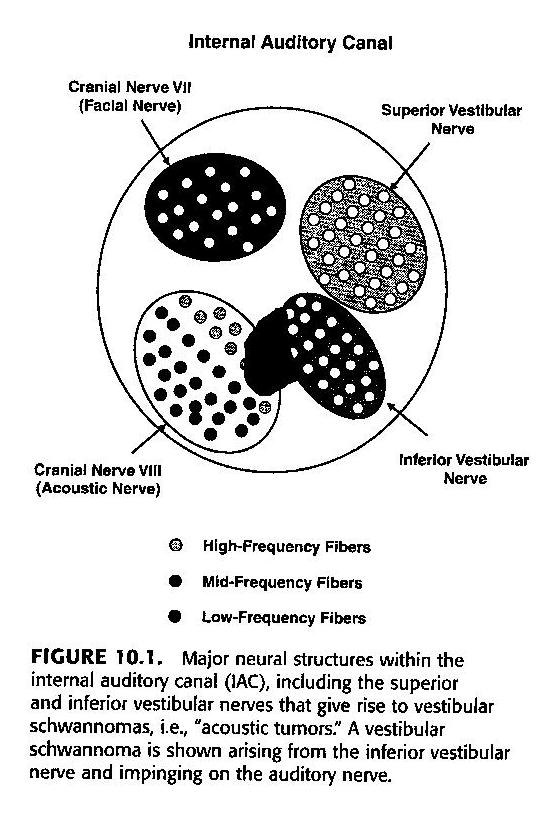 Internal Auditory Canal
Cranial Nerve VII
(Facial Nerve)
Superior Vestibular
Nerve
Cranial Nerve VIII
(Acoustic Nerve)
Inferior Vestibular
Nerve
High-Frequency Fibers
Mid-Frequency Fibers
Low-Frequency Fibers
FIGURE 10.1. Major neural structures within the
internal auditory canal (IAC), including the superior
and inferior vestibular nerves that give rise to vestibular
schwannomas, i.e., "acoustic tumors." A vestibular
schwannoma is shown arising from the inferior vestibular
nerve and impinging on the auditory nerve.